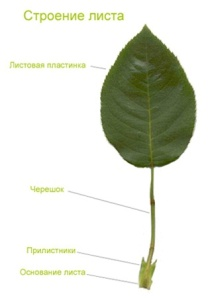 Строение листа
Листовая пластинка
Черешок
Прилистники
Основание листа